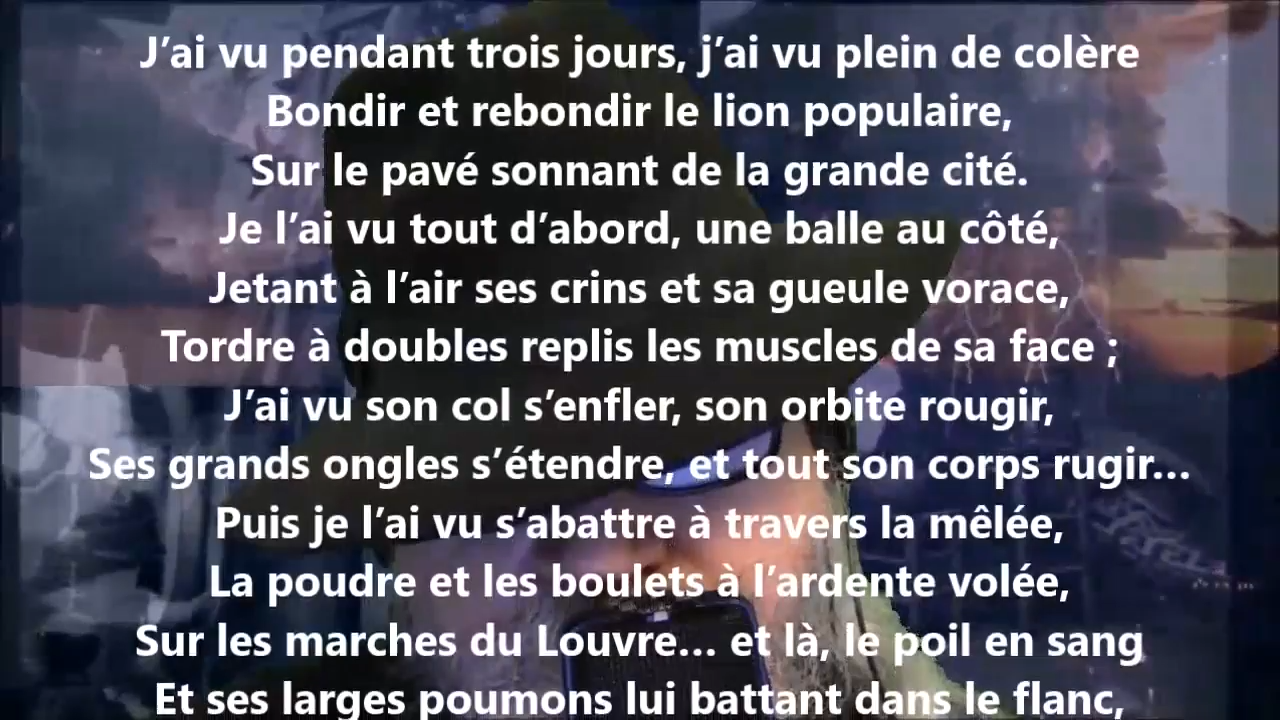 J’ai vu pendant trois jours, j’ai vu plein de colère
Bondir et rebondir le lion populaire,
Sur le pavé sonnant de la grande cité.
Je l’ai vu tout d’abord, une balle au côté,
Jetant à l’air ses crins et sa gueule vorace,
Tordre à doubles replis les muscles de sa face ;
J’ai vu son col s’enfler, son orbite rougir,
Ses grands ongles s’étendre, et tout son corps rugir...
Puis je l’ai vu s’abattre à travers la mêlée,
La poudre et les boulets à l’ardente volée,
Sur les marches du Louvre... et là, le poil en sang
Et ses larges poumons lui battant dans le flanc,